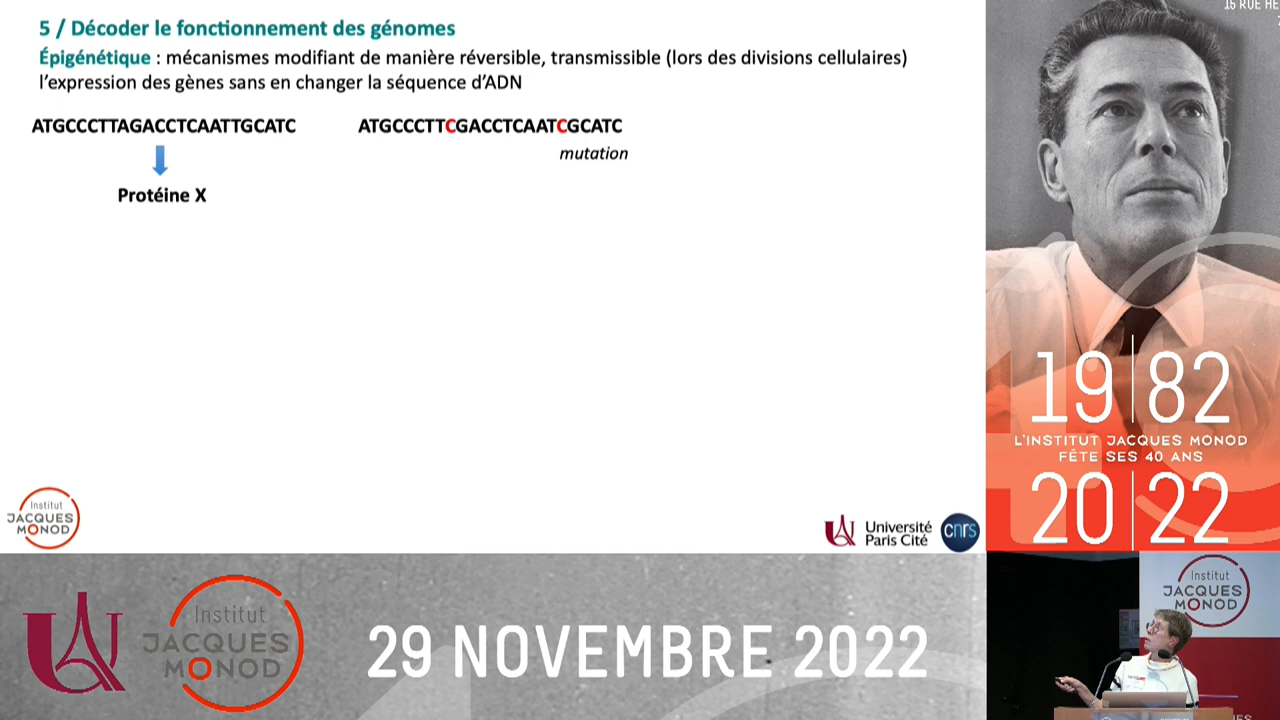 5 / Décoder le fonctionnement des génomes
Épigénétique : mécanismes modifiant de manière réversible, transmissible (lors des divisions cellulaires)
l'expression des gènes sans en changer la séquence d'ADN
ATGCCCTTAGACCTCAATTGCATC
ATGCCCTTCGACCTCAATCGCATC
mutation
Protéine X
Institut
JACQUES
MONOD
Université
Paris Cité
cnrs
15 RUE HE
19 82
L'INSTITUT JACQUES MONOD
FÊTE SES 40 ANS
20 22
Institut
JACQUES
MONOD
29 NOVEMBRE 2022
Institut
JACQUES
MONOD